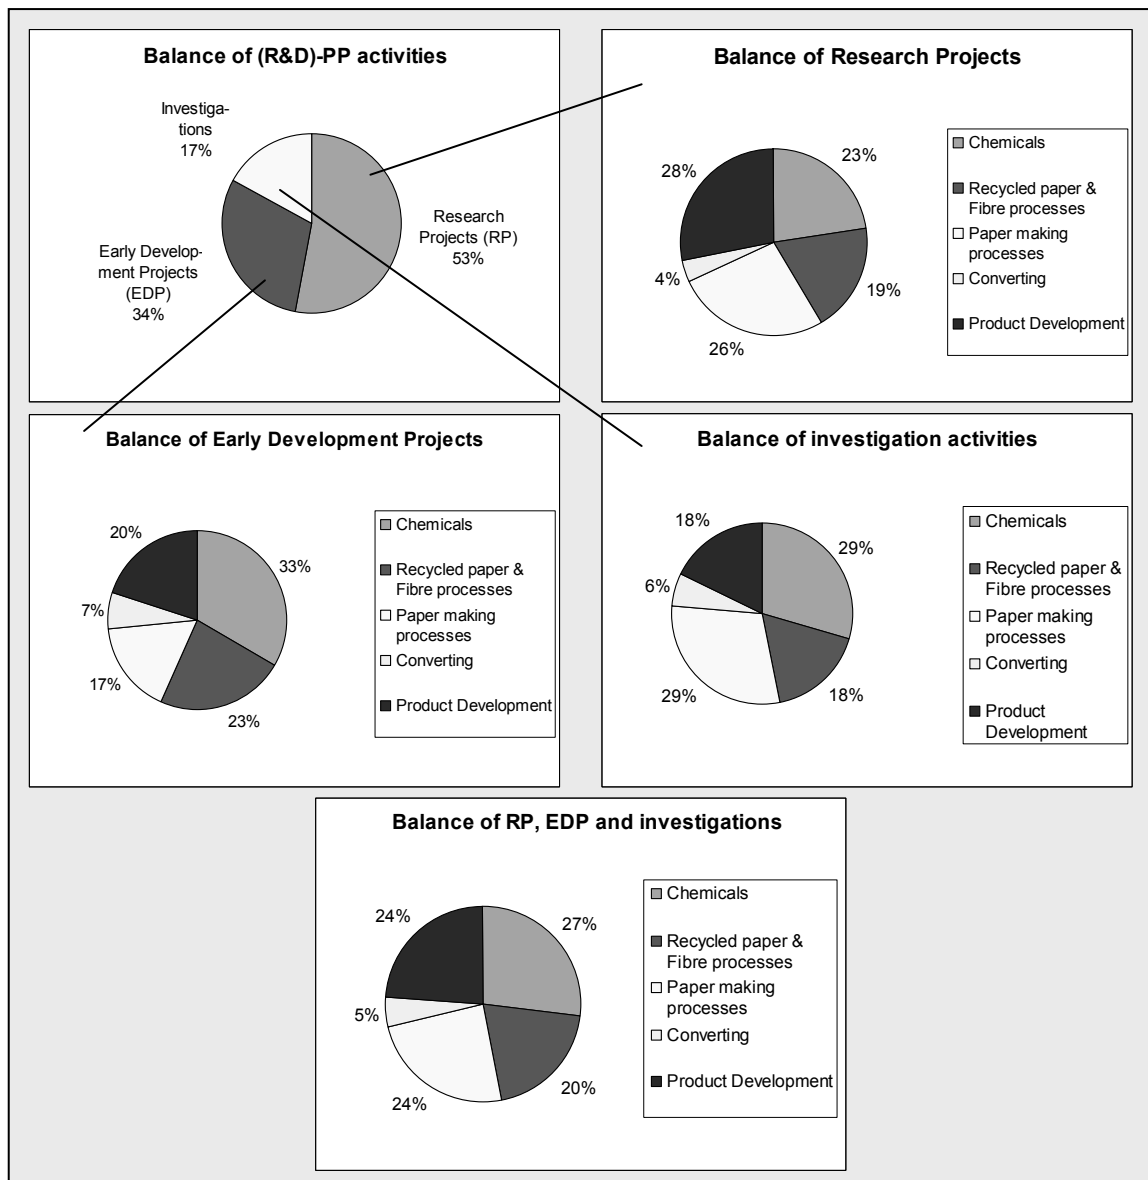 Balance of (R&D)-PP activities
Investiga-
tions
17%
Early Develop-
ment Projects
(EDP)
34%
Research
Projects (RP)
53%
Balance of Research Projects
28%
23%
4%
19%
26%
Chemicals
Recycled paper &
Fibre processes
Paper making
processes
Converting
Product Development
Balance of Early Development Projects
20%
33%
7%
17%
23%
Chemicals
Recycled paper &
Fibre processes
Paper making
processes
Converting
Product Development
Balance of investigation activities
18%
29%
6%
29%
18%
Chemicals
Recycled paper &
Fibre processes
Paper making
processes
Converting
Product
Development
Balance of RP, EDP and investigations
24%
27%
5%
24%
20%
Chemicals
Recycled paper &
Fibre processes
Paper making
processes
Converting
Product Development